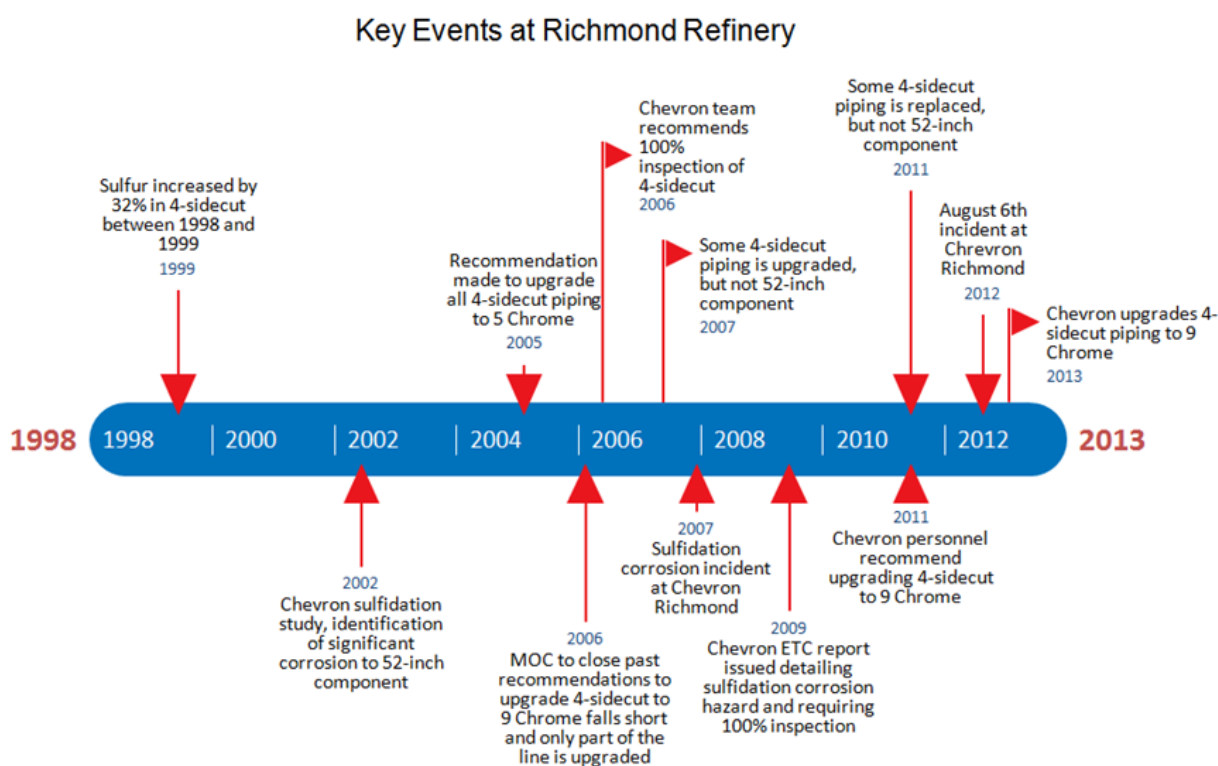 Key Events at Richmond Refinery
Sulfur increased by
32% in 4-sidecut
between 1998 and
1999
1999
Recommendation
made to upgrade
all 4-sidecut piping
to 5 Chrome
2005
Chevron team
recommends
100%
inspection of
4-sidecut
2006
Some 4-sidecut
piping is upgraded,
but not 52-inch
component
2007
Some 4-sidecut
piping is replaced,
but not 52-inch
component
2011
August 6th
incident at
Chrevron
Richmond
2012
Chevron upgrades 4-
sidecut piping to 9
Chrome
2013
1998
1998
2000
2002
2004
2006
2008
2010
2012
2013
2002
Chevron sulfidation
study, identification
of significant
corrosion to 52-inch
component
2006
MOC to close past
recommendations to
upgrade 4-sidecut to
9 Chrome falls short
and only part of the
line is upgraded
2007
Sulfidation
corrosion incident
at Chevron
Richmond
2009
Chevron ETC report
issued detailing
sulfidation corrosion
hazard and requiring
100% inspection
2011
Chevron personnel
recommend
upgrading 4-sidecut
to 9 Chrome